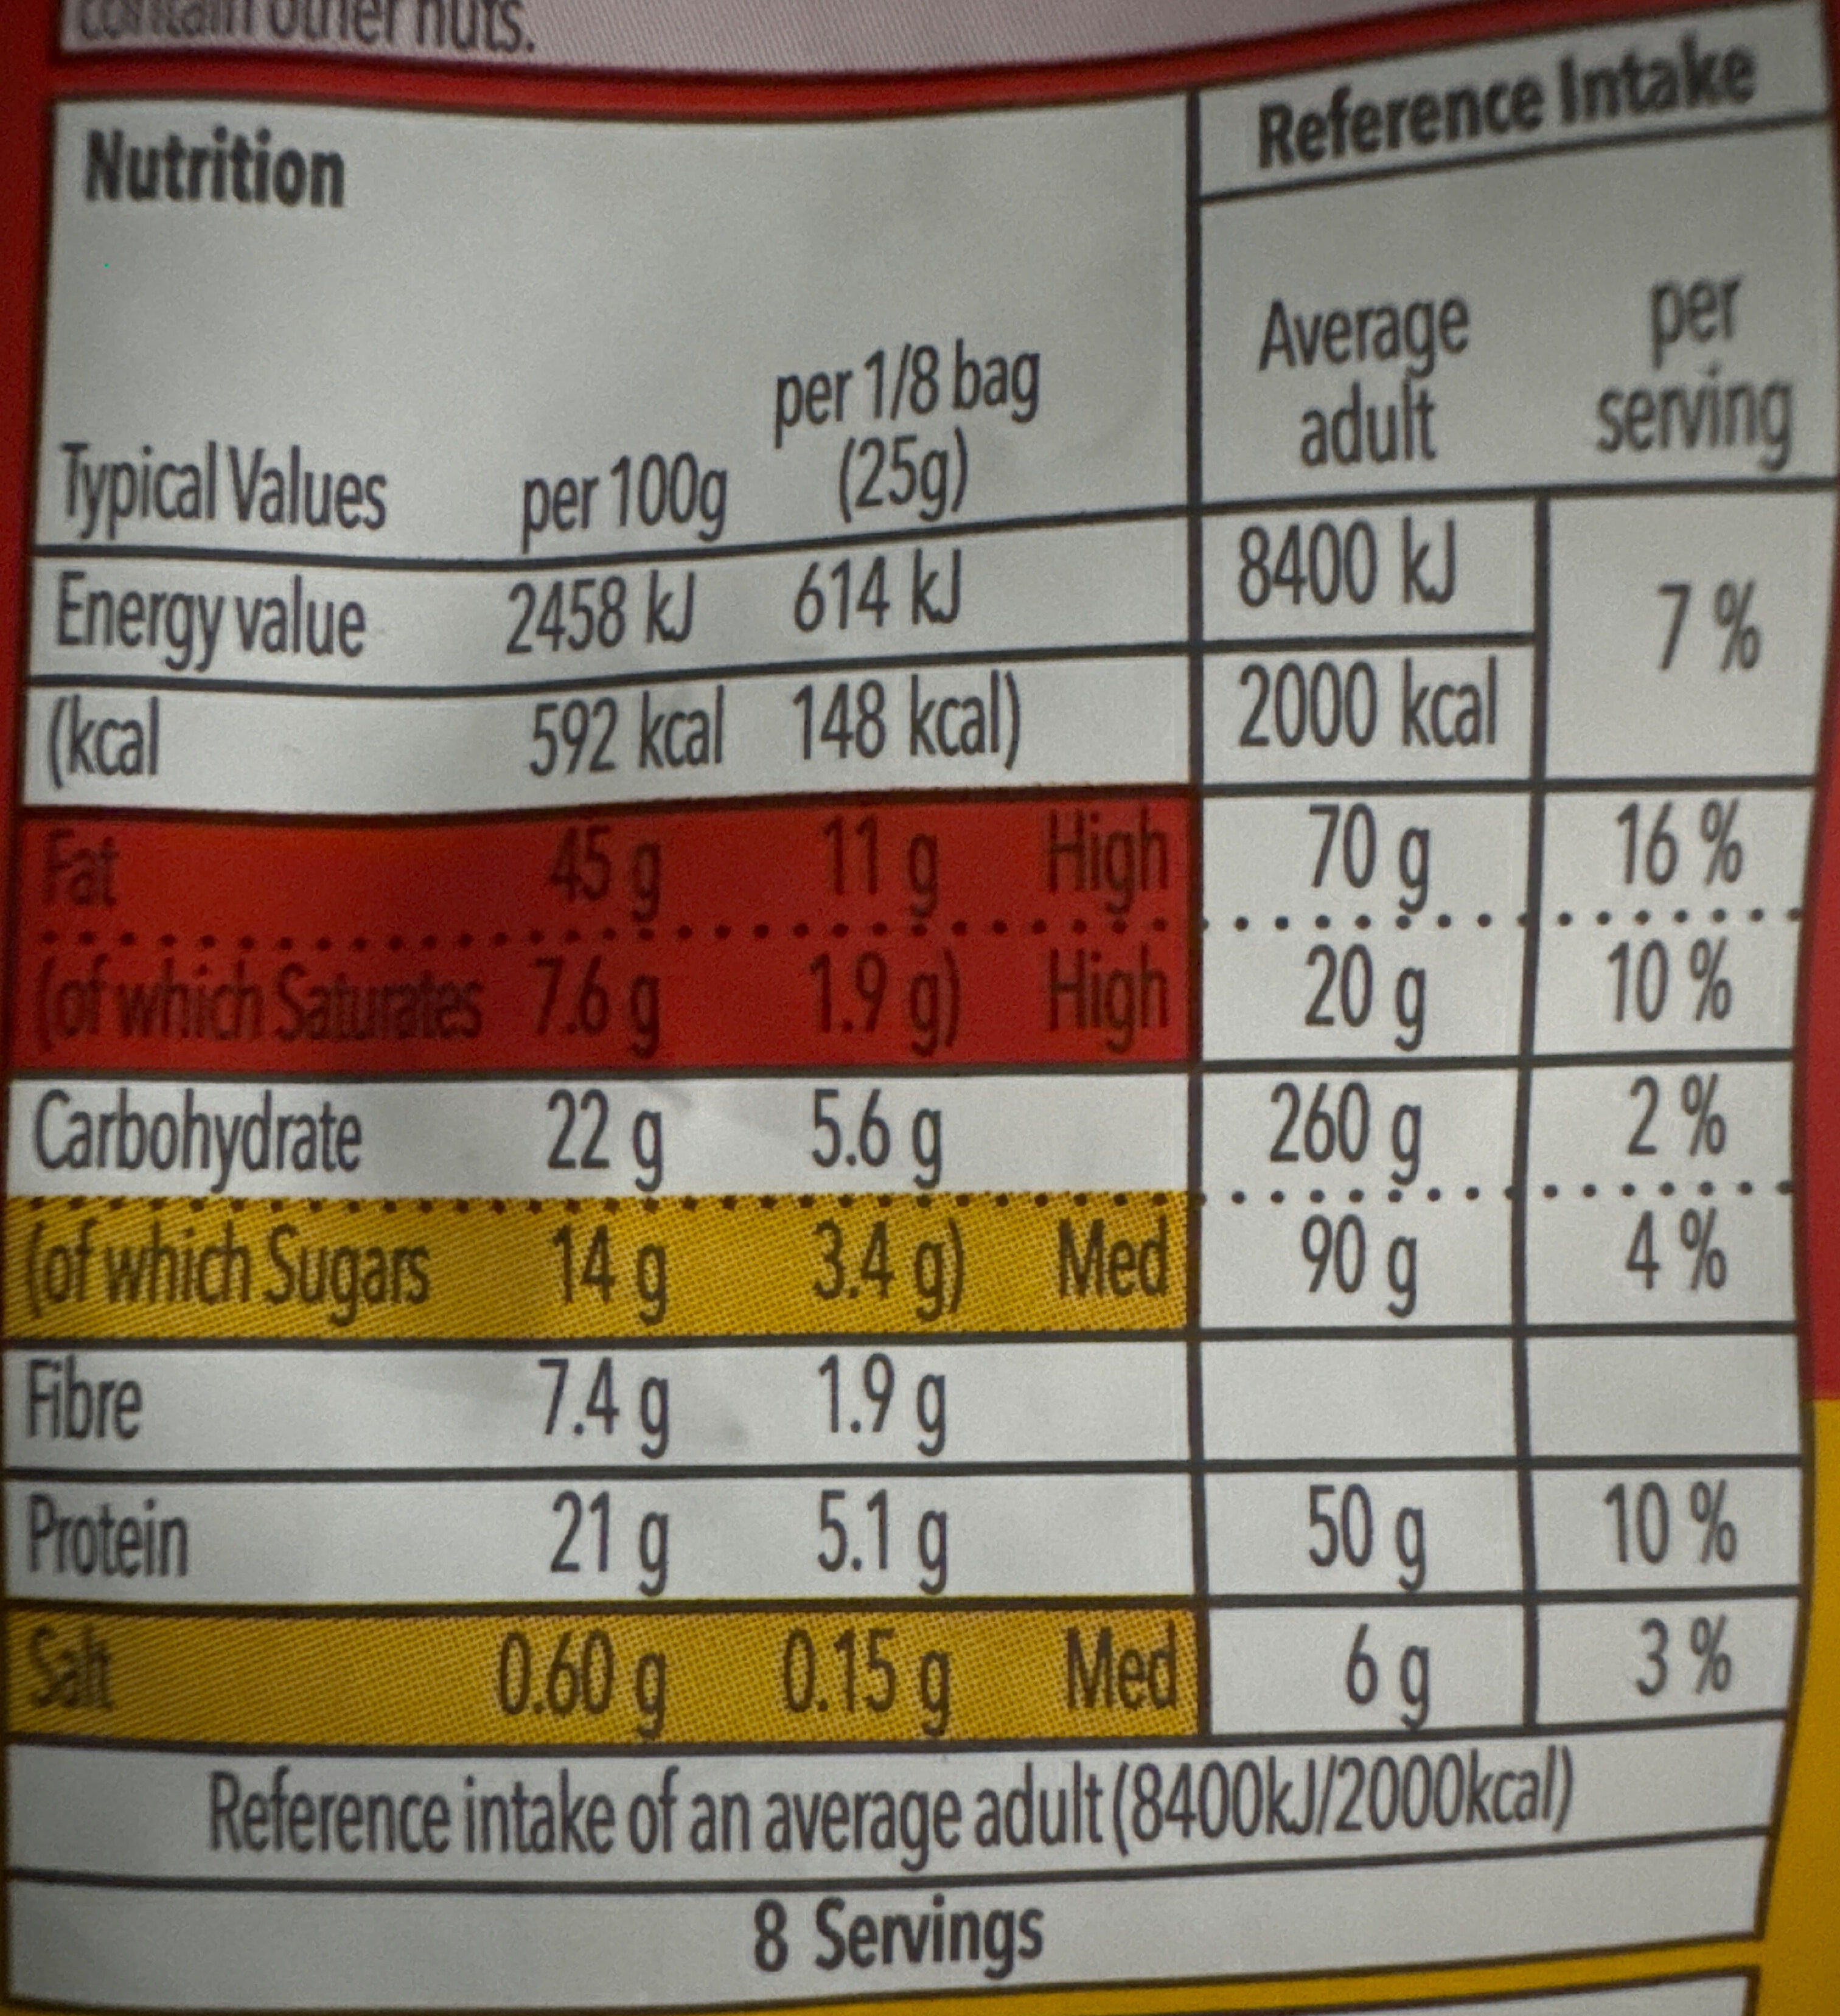 contain other nuts.
Nutrition
Reference Intake
Typical Values per 100g per 1/8 bag (25g) Average adult per serving
Energy value 2458 kJ 614 kJ 8400 kJ 7 %
(kcal 592 kcal 148 kcal) 2000 kcal
Fat 45 g 11 g High 70 g 16 %
(of which Saturates 7.6 g 1.9 g) High 20 g 10 %
Carbohydrate 22 g 5.6 g 260 g 2 %
(of which Sugars 14 g 3.4 g) Med 90 g 4 %
Fibre 7.4 g 1.9 g
Protein 21 g 5.1 g 50 g 10 %
Salt 0.60 g 0.15 g Med 6 g 3 %
Reference intake of an average adult (8400kJ/2000kcal)
8 Servings